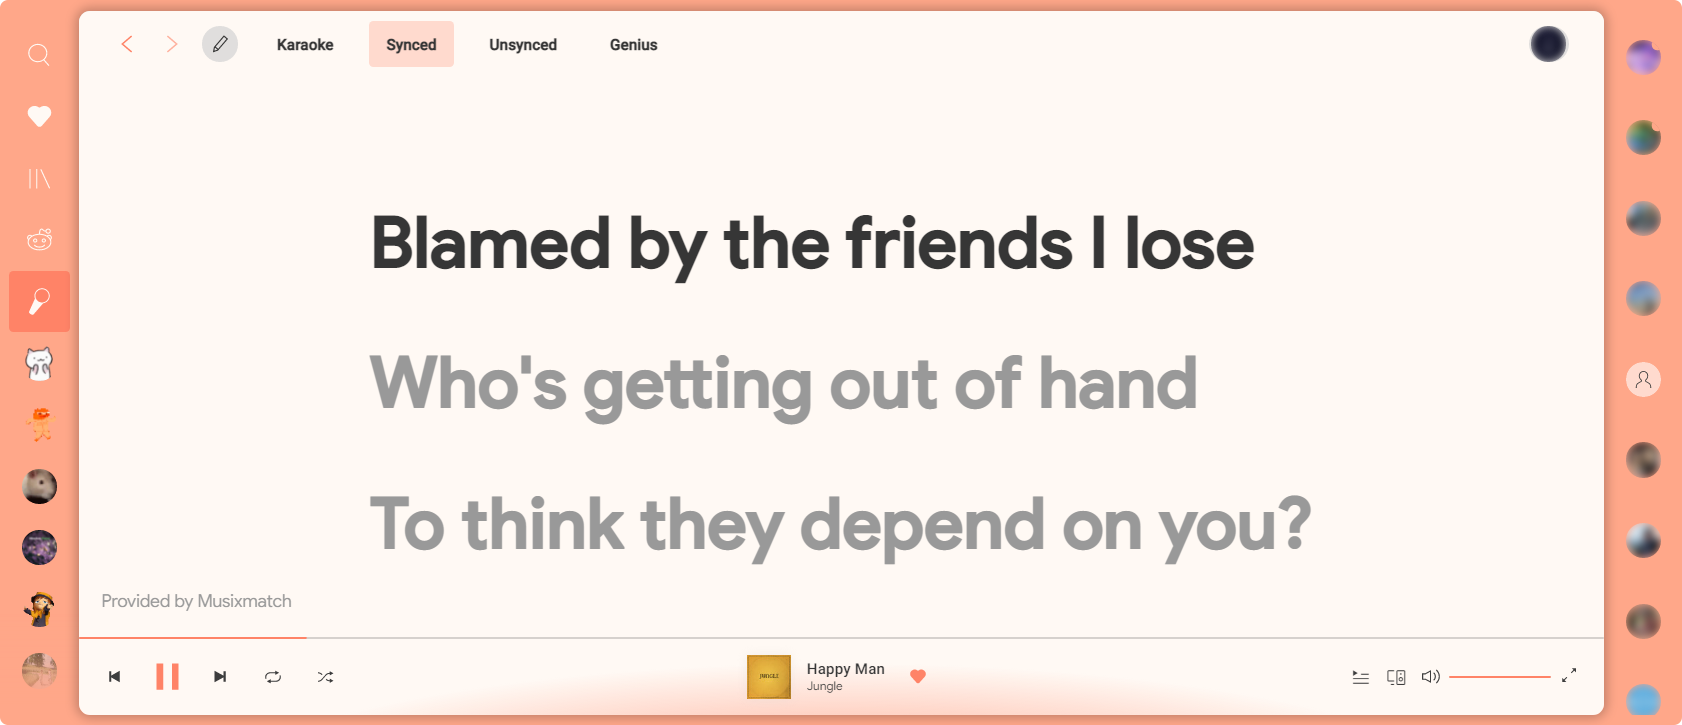 Karaoke Synced Unsynced Genius
Blamed by the friends I lose
Who's getting out of hand
To think they depend on you?
Provided by Musixmatch
JUNGLE
Happy Man
Jungle